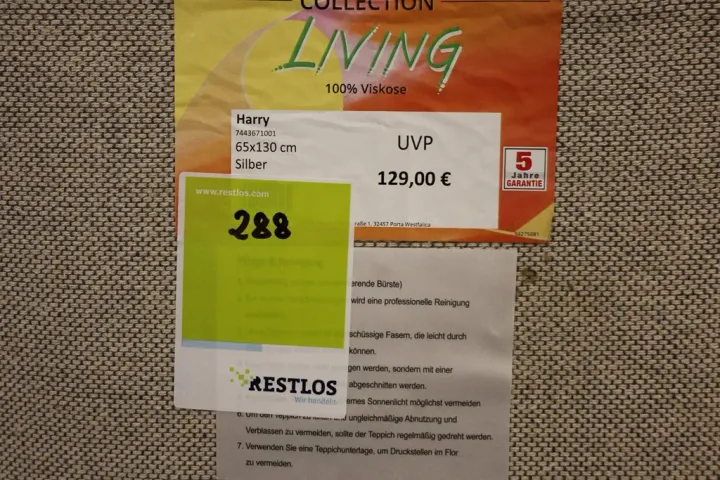 COLLECTION
LIVING
100% Viskose
Harry
7443671001
65x130 cm
Silber
UVP
129,00 €
5
Jahre
GARANTIE
www.restlos.com
288
RESTLOS
Wir handeln.
raße 1, 32457 Porta Westfalica
erende Bürste)
wird eine professionelle Reinigung
schüssige Fasern, die leicht durch
können.
werden, sondern mit einer
abgeschnitten werden.
Sonnenlicht möglichst vermeiden
ungleichmäßige Abnutzung und
Verblassen zu vermeiden, sollte der Teppich regelmäßig gedreht werden.
7. Verwenden Sie eine Teppichunterlage, um Druckstellen im Flor
zu vermeiden.